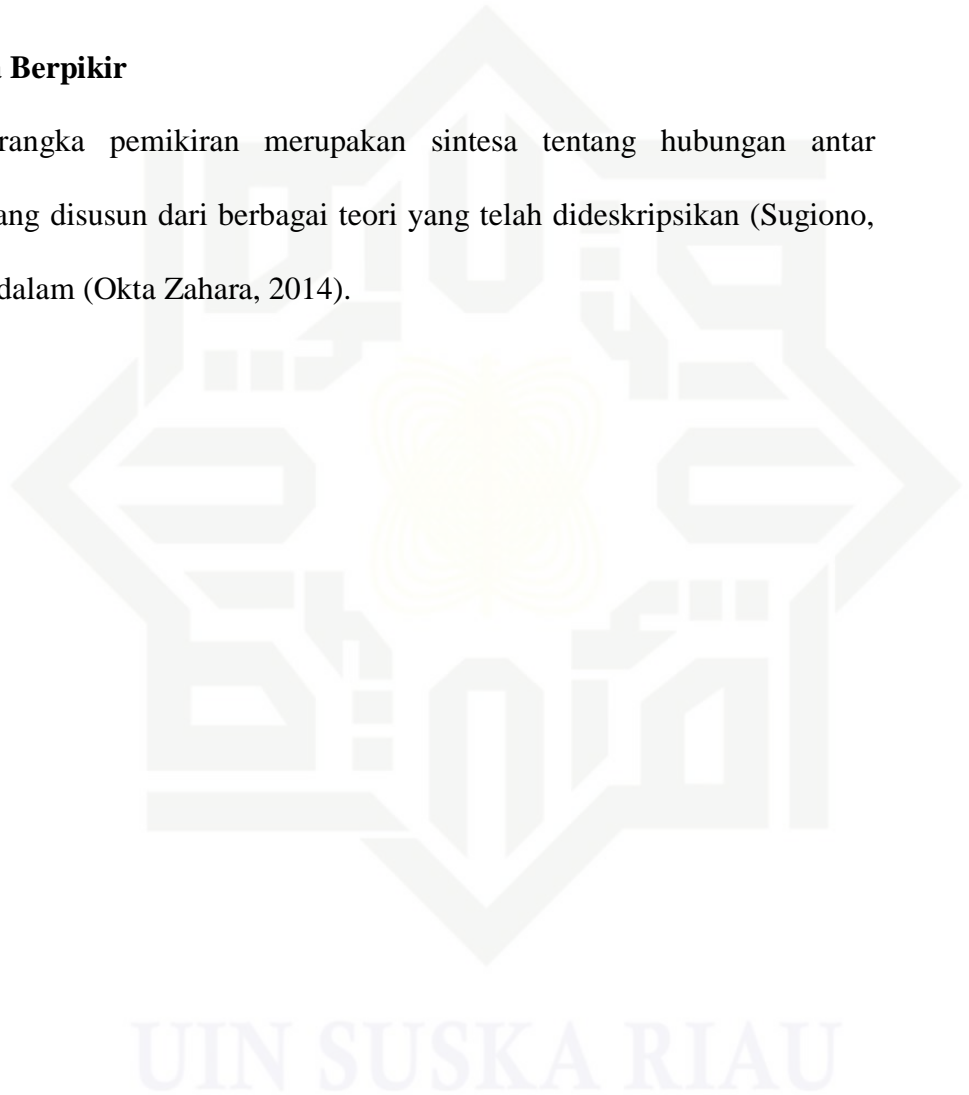 Berpikir
rangka pemikiran merupakan sintesa tentang hubungan antar
ang disusun dari berbagai teori yang telah dideskripsikan (Sugiono,
dalam (Okta Zahara, 2014).
UIN SUSKA RIAU